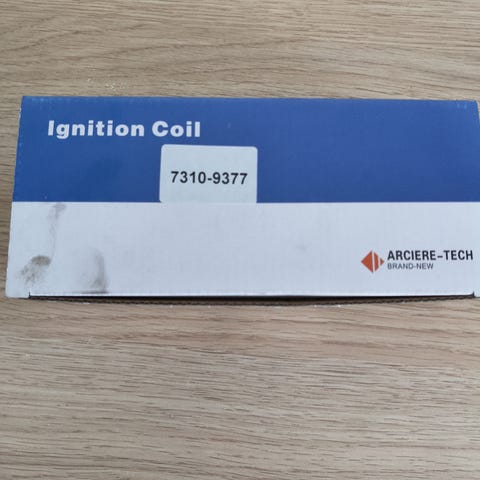 Ignition Coil
7310-9377
ARCIERE-TECH
BRAND-NEW